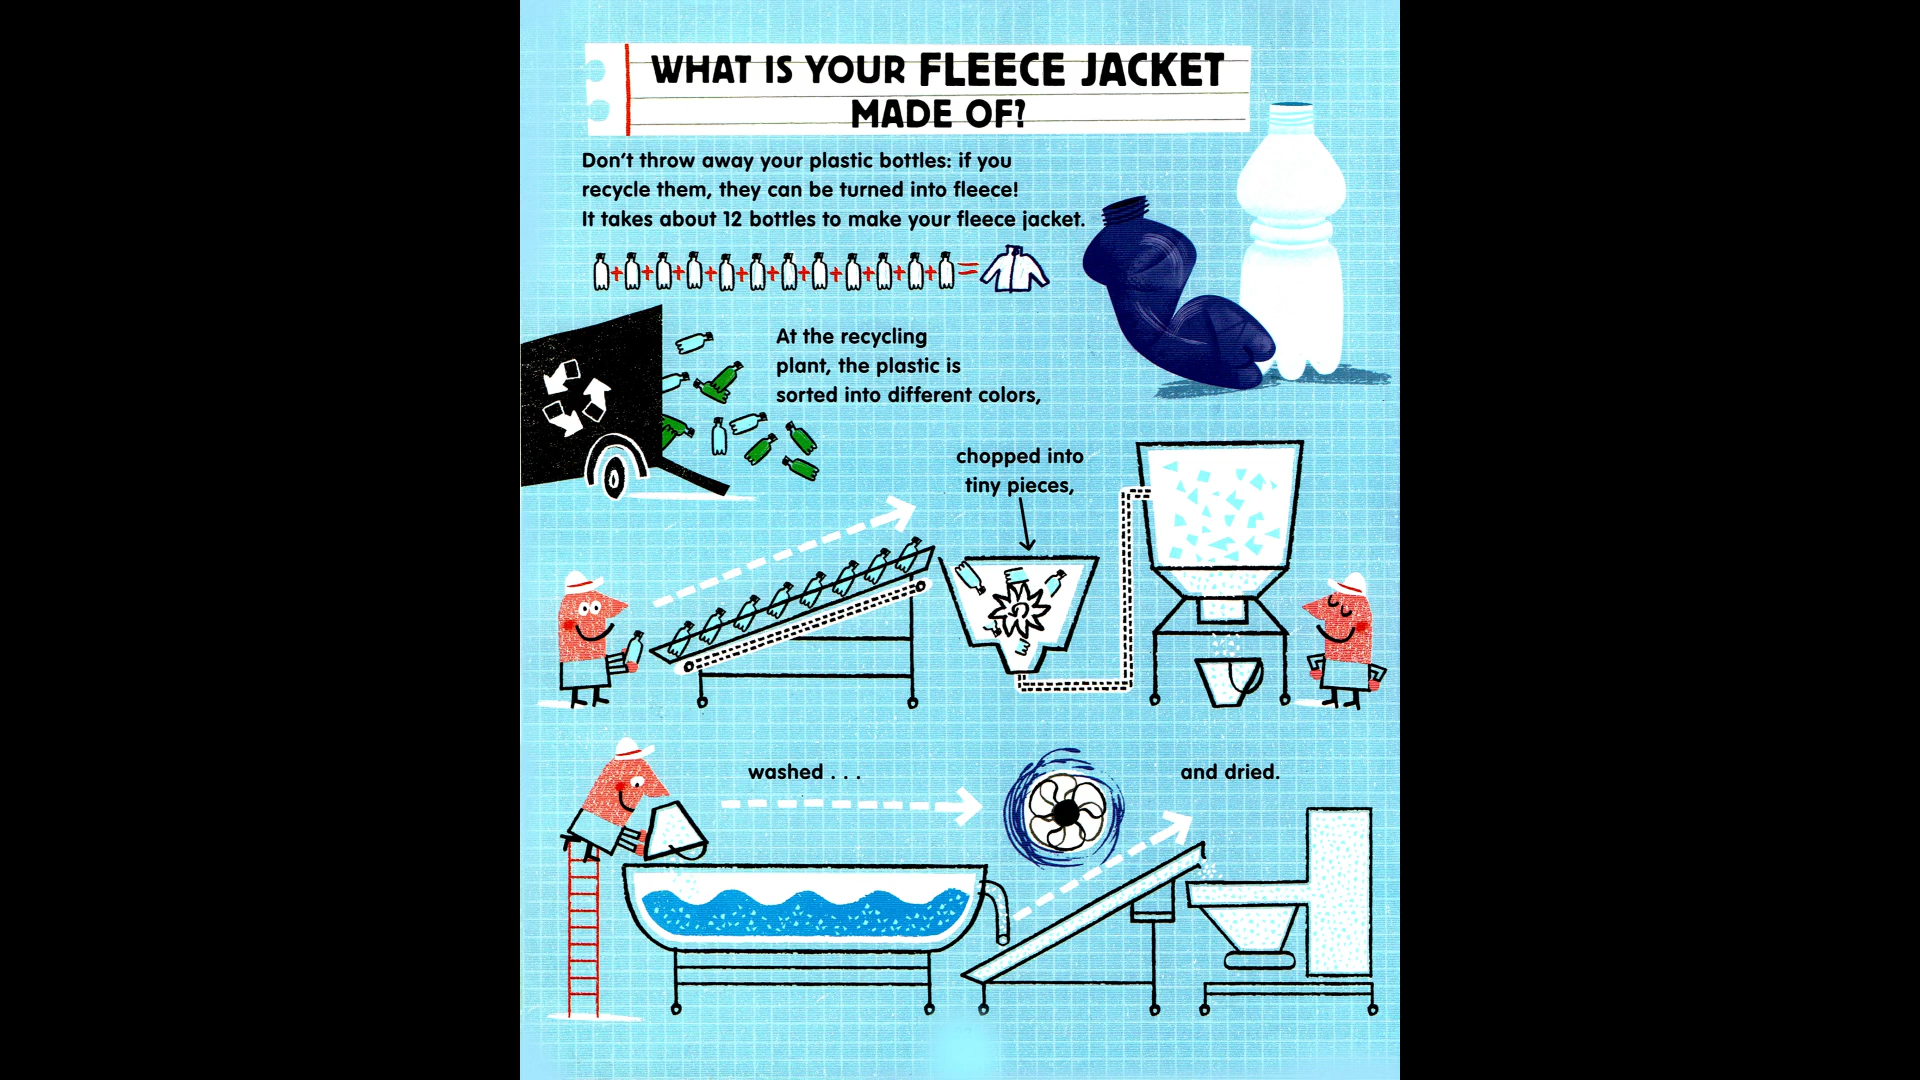 WHAT IS YOUR FLEECE JACKET
MADE OF?
Don't throw away your plastic bottles: if you
recycle them, they can be turned into fleece!
It takes about 12 bottles to make your fleece jacket.
At the recycling
plant, the plastic is
sorted into different colors,
chopped into
tiny pieces,
washed . . .
and dried.